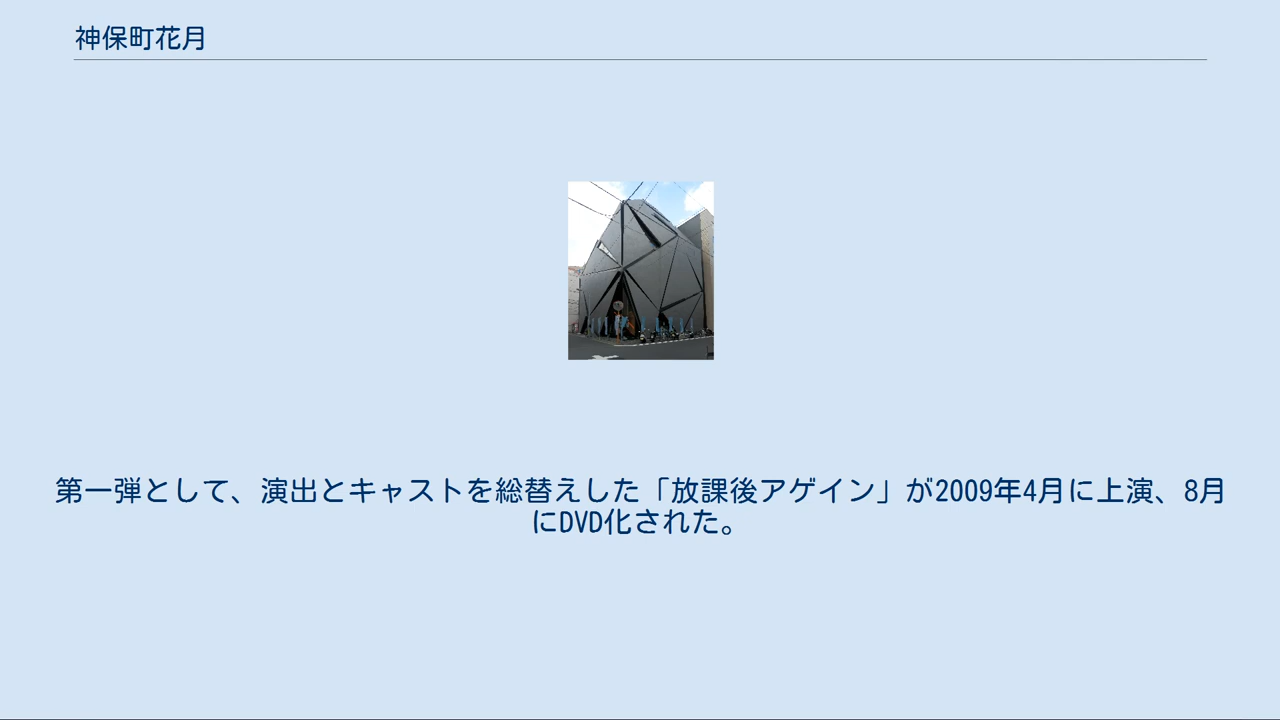 神保町花月
第一弾として、演出とキャストを総替えした「放課後アゲイン」が2009年4月に上演、8月
にDVD化された。